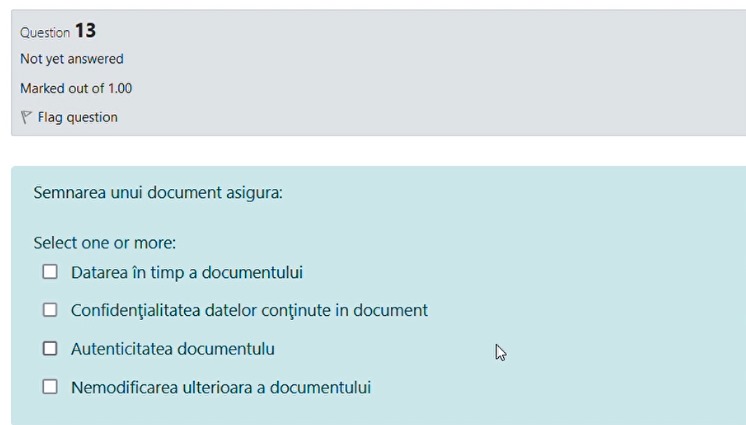 Question 13
Not yet answered
Marked out of 1.00
Flag question
Semnarea unui document asigura:
Select one or more:
Datarea în timp a documentului
Confidenţialitatea datelor conţinute in document
Autenticitatea documentulu
Nemodificarea ulterioara a documentului